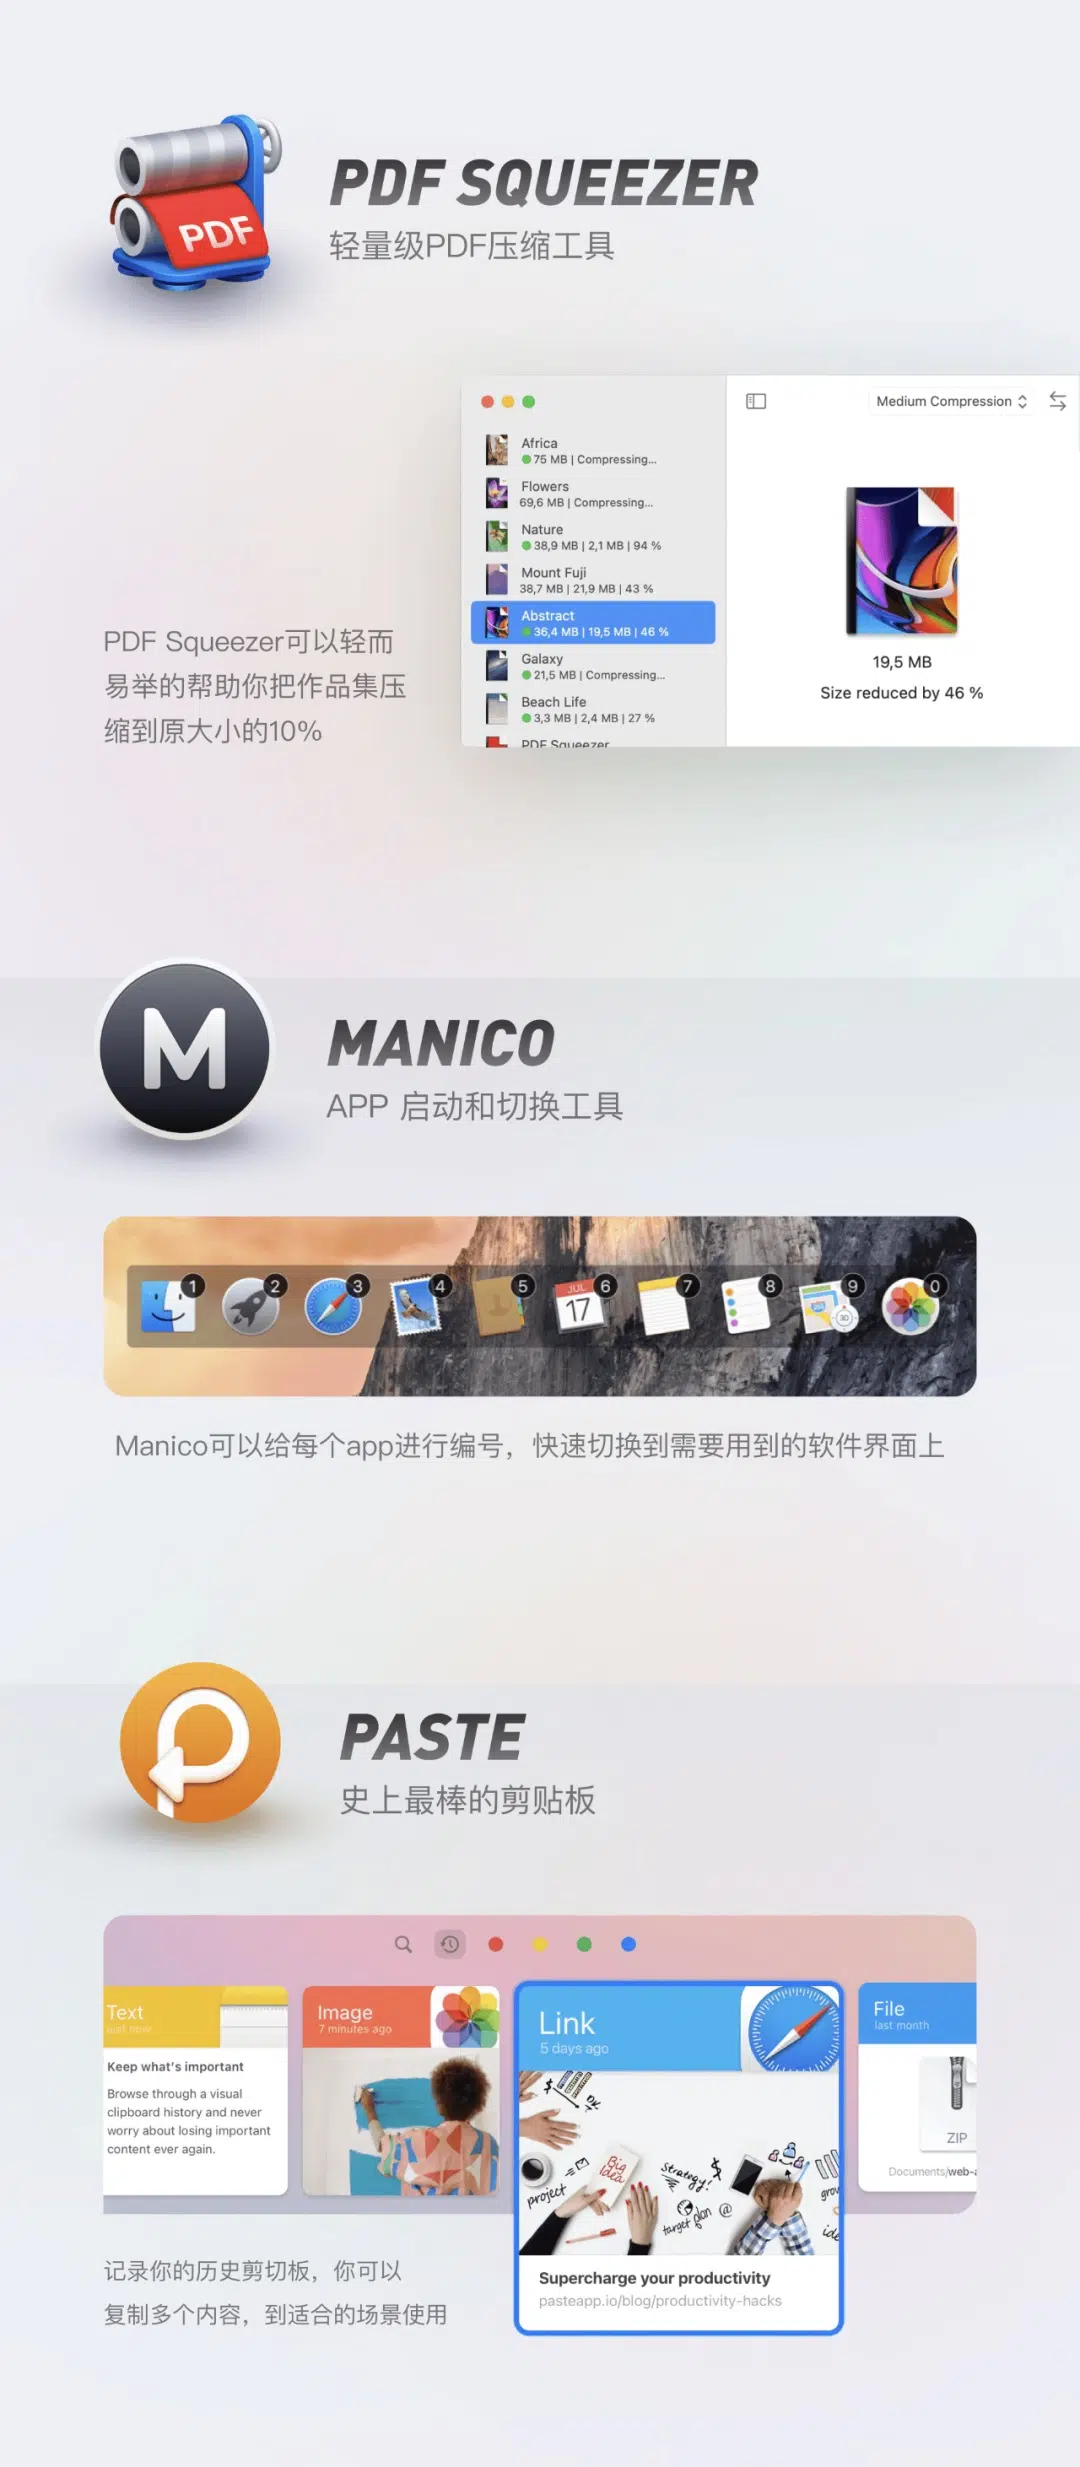 PDF
PDF SQUEEZER
轻量级PDF压缩工具
Medium Compression
Africa
75 MB | Compressing...
Flowers
69,6 MB | Compressing...
Nature
38,9 MB | 2,1 MB | 94 %
Mount Fuji
38,7 MB | 21,9 MB | 43 %
Abstract
36,4 MB | 19,5 MB | 46 %
Galaxy
21,5 MB | Compressing...
Beach Life
3,3 MB | 2,4 MB | 27 %
PDF Squeezer
19,5 MB
Size reduced by 46 %
PDF Squeezer可以轻而
易举的帮助你把作品集压
缩到原大小的10%
M
MANICO
APP 启动和切换工具
1 2 3 4 5 6 7 8 9 0
JUL
17
3D
Manico可以给每个app进行编号，快速切换到需要用到的软件界面上
PASTE
史上最棒的剪贴板
Text
just now
Keep what's important
Browse through a visual
clipboard history and never
worry about losing important
content ever again.
Image
7 minutes ago
Link
5 days ago
OK
Big
Idea
project
Strategy!
target plan @
grow
ide
Supercharge your productivity
pasteapp.io/blog/productivity-hacks
File
last month
ZIP
Documents/web-a
记录你的历史剪切板，你可以
复制多个内容，到适合的场景使用